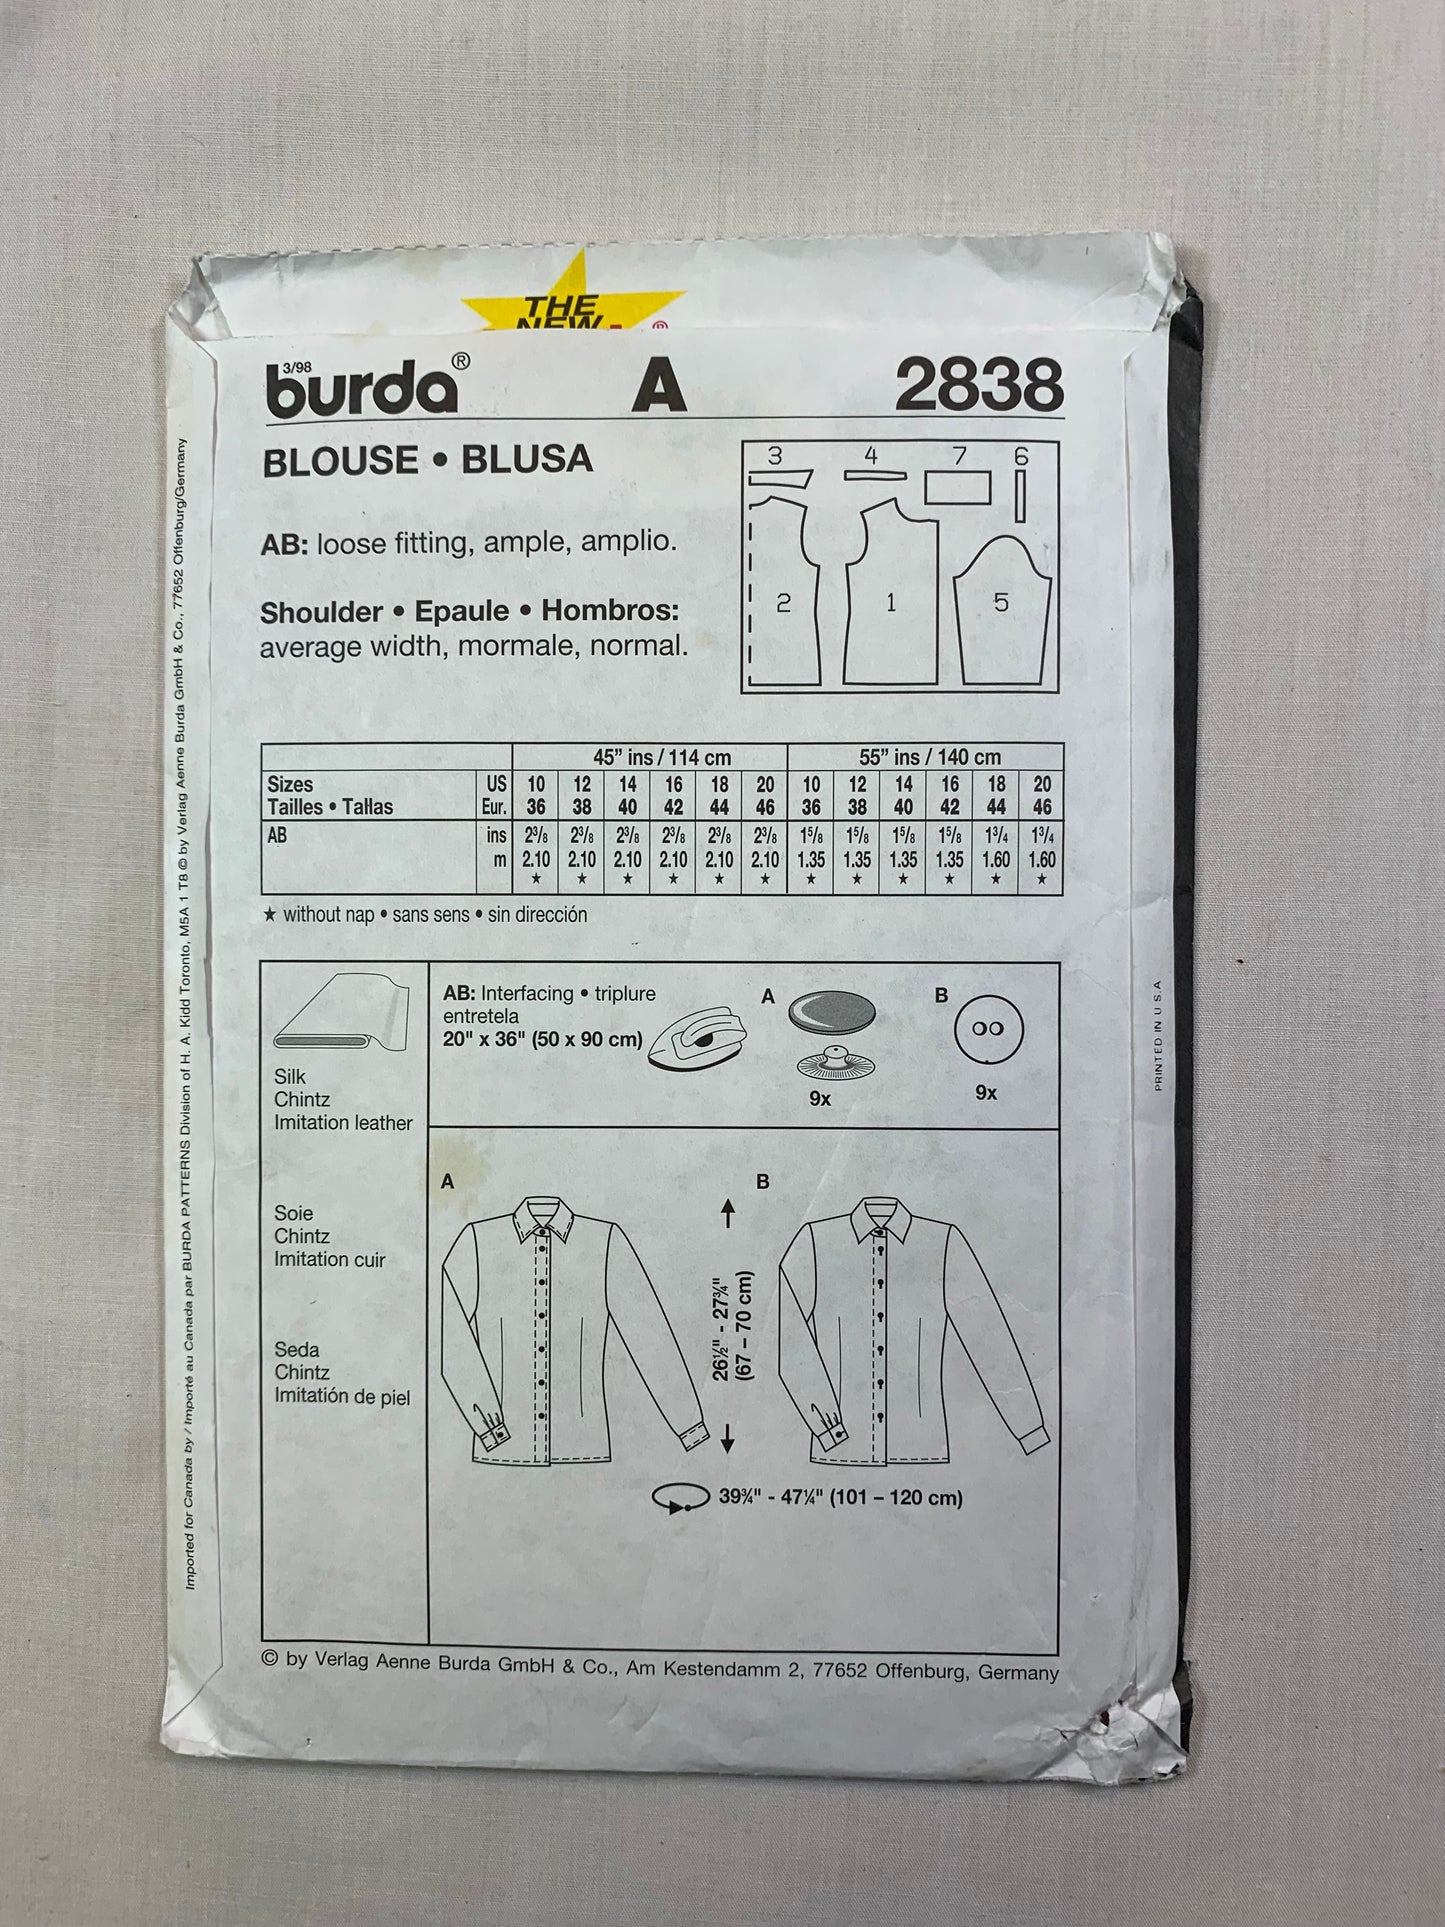 THE
NEW
®
3/98
burda® A 2838
BLOUSE • BLUSA
AB: loose fitting, ample, amplio.
Shoulder • Epaule • Hombros:
average width, mormale, normal.
3 4 7 6
2 1 5
45” ins / 114 cm 55” ins / 140 cm
Sizes US 10 12 14 16 18 20 10 12 14 16 18 20
Tailles • Tallas Eur. 36 38 40 42 44 46 36 38 40 42 44 46
AB ins 2³/₈ 2³/₈ 2³/₈ 2³/₈ 2³/₈ 2³/₈ 1⁵/₈ 1⁵/₈ 1⁵/₈ 1⁵/₈ 1³/₄ 1³/₄
m 2.10 2.10 2.10 2.10 2.10 2.10 1.35 1.35 1.35 1.35 1.60 1.60
★ ★ ★ ★ ★ ★ ★ ★ ★ ★ ★ ★
★ without nap • sans sens • sin dirección
Silk
Chintz
Imitation leather
Soie
Chintz
Imitation cuir
Seda
Chintz
Imitatión de piel
AB: Interfacing • triplure
entretela
20" x 36" (50 x 90 cm)
A
9x
B
9x
A
B
26½" - 27¾"
(67 – 70 cm)
39¾" - 47¼" (101 – 120 cm)
© by Verlag Aenne Burda GmbH & Co., Am Kestendamm 2, 77652 Offenburg, Germany
Imported for Canada by / Importé au Canada par BURDA PATTERNS Division of H. A. Kidd Toronto, M5A 1 T8 © by Verlag Aenne Burda GmbH & Co., 77652 Offenburg/Germany
PRINTED IN U S A